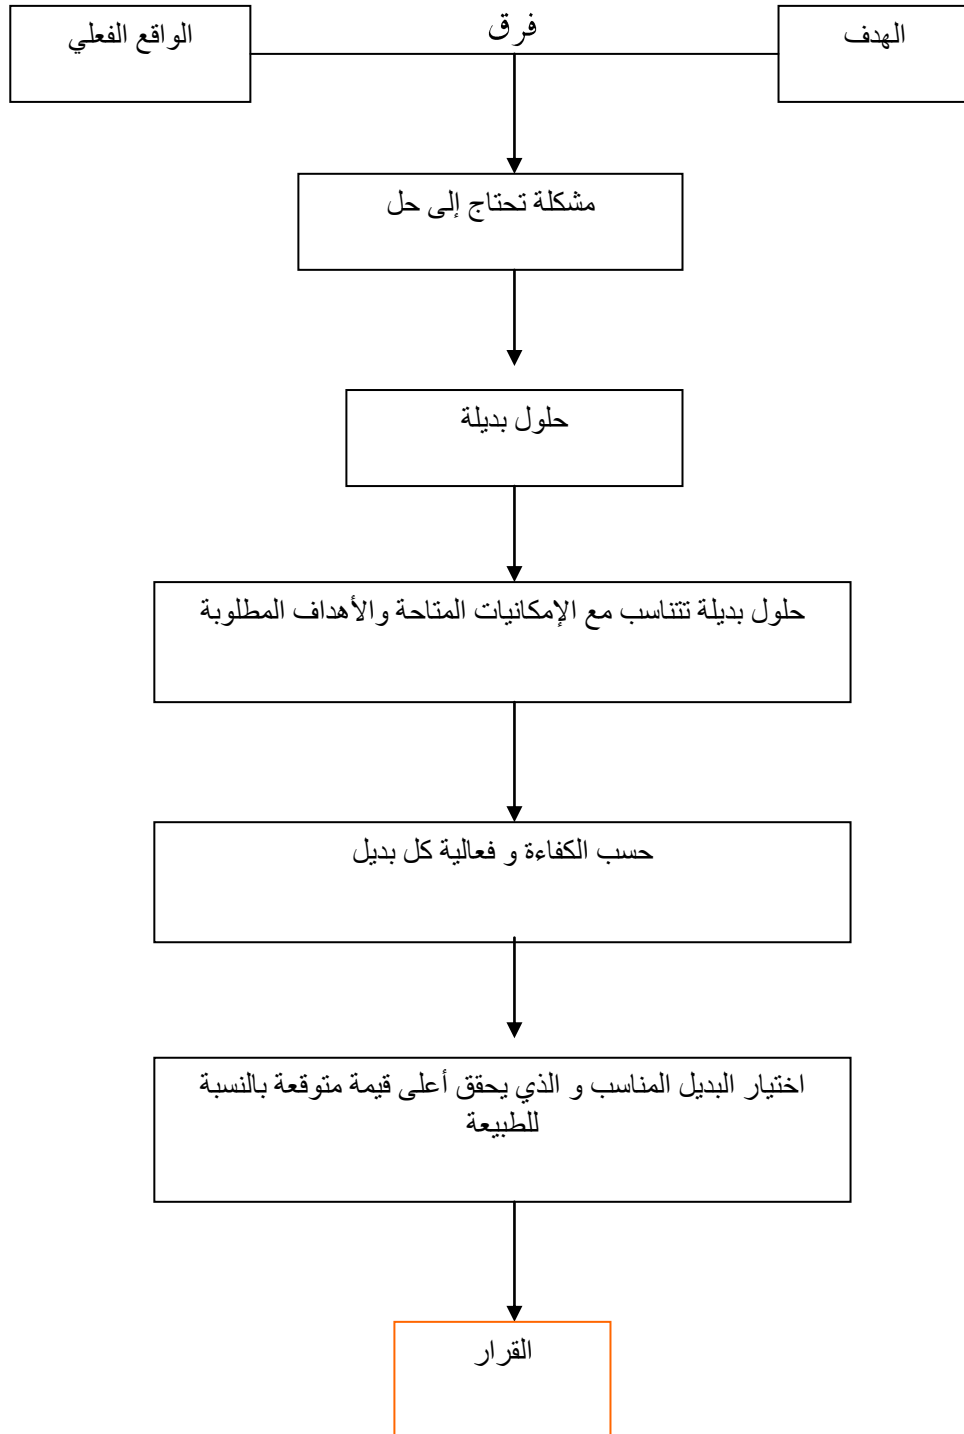 الهدف
فرق
الواقع الفعلي
مشكلة تحتاج إلى حل
حلول بديلة
حلول بديلة تتناسب مع الإمكانيات المتاحة والأهداف المطلوبة
حسب الكفاءة و فعالية كل بديل
اختيار البديل المناسب و الذي يحقق أعلى قيمة متوقعة بالنسبة
للطبيعة
القرار